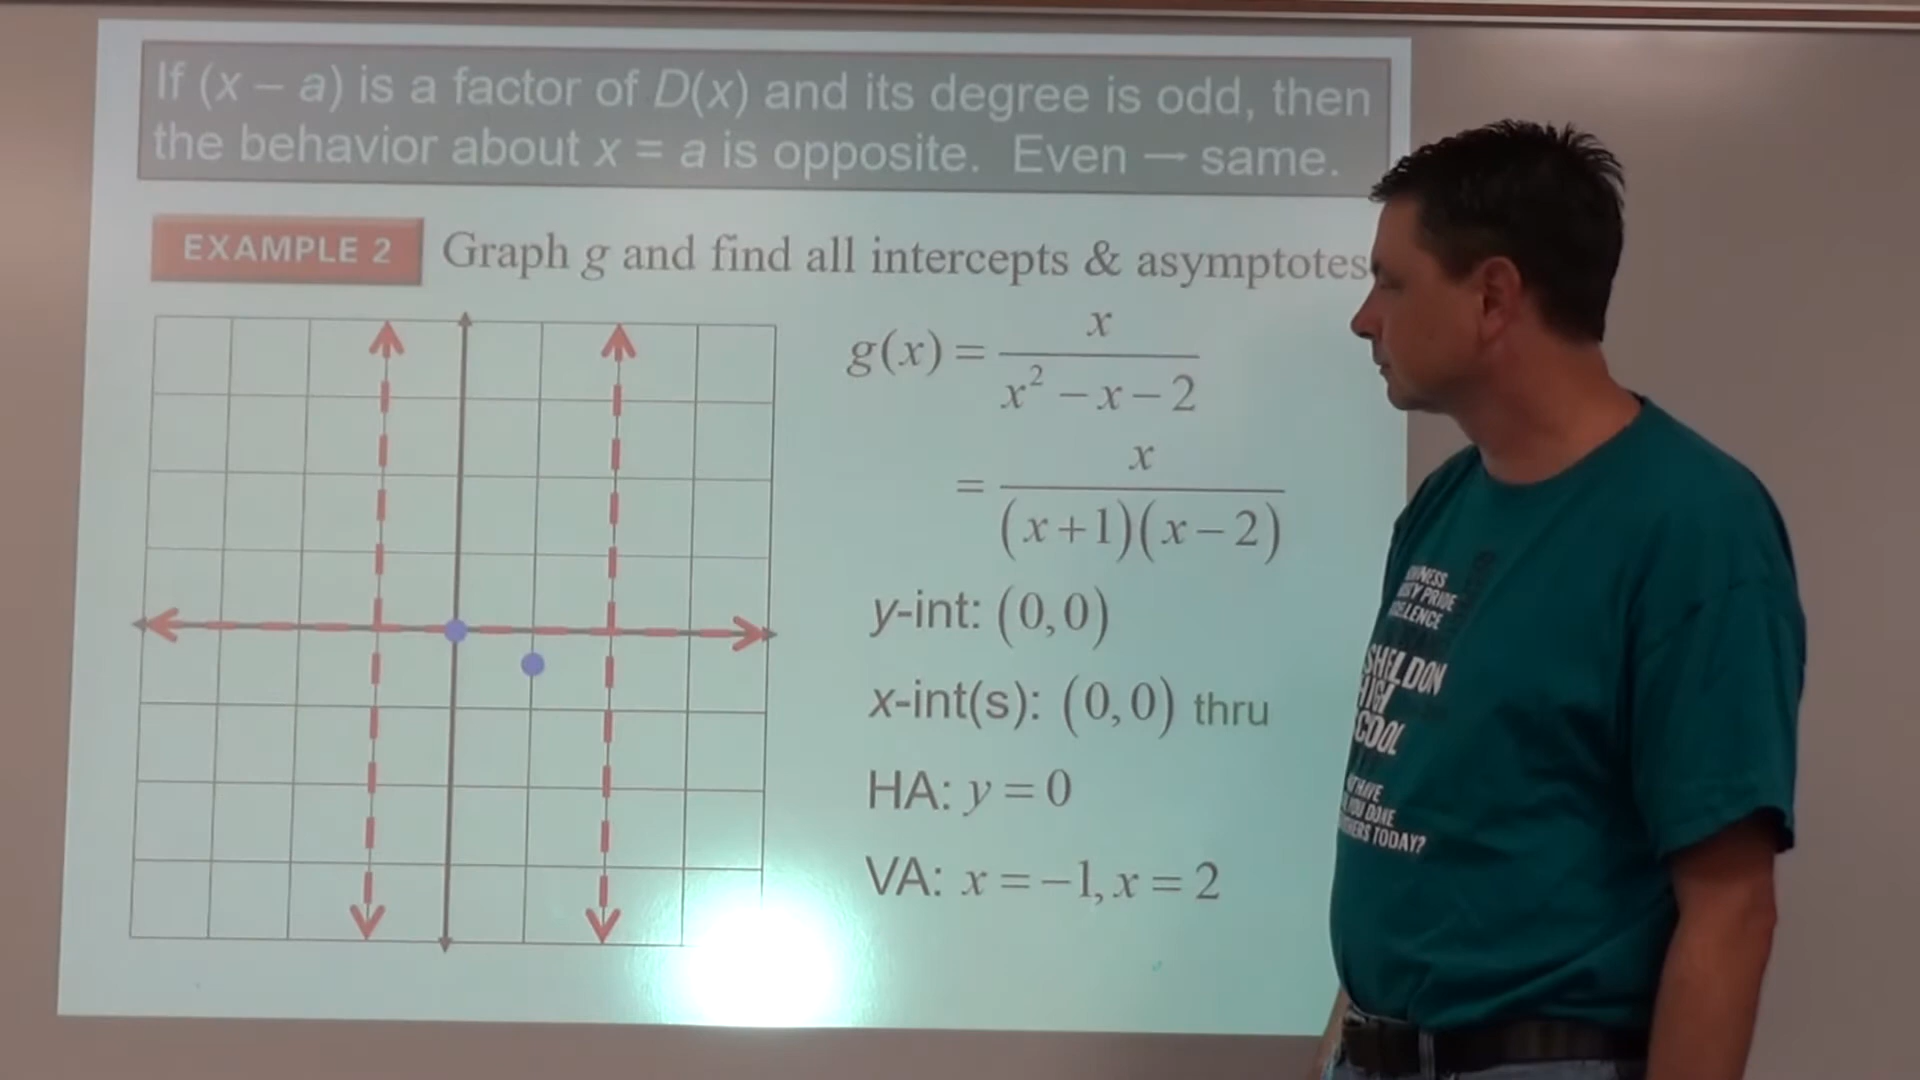 If (x – a) is a factor of D(x) and its degree is odd, then
the behavior about x = a is opposite. Even – same.
EXAMPLE 2 Graph g and find all intercepts & asymptotes
g(x) = x / (x² – x – 2)
= x / ((x+1)(x–2))
y-int: (0,0)
x-int(s): (0,0) thru
HA: y = 0
VA: x = –1, x = 2
PRIDE
SHELDON
HIGH
TODAY?